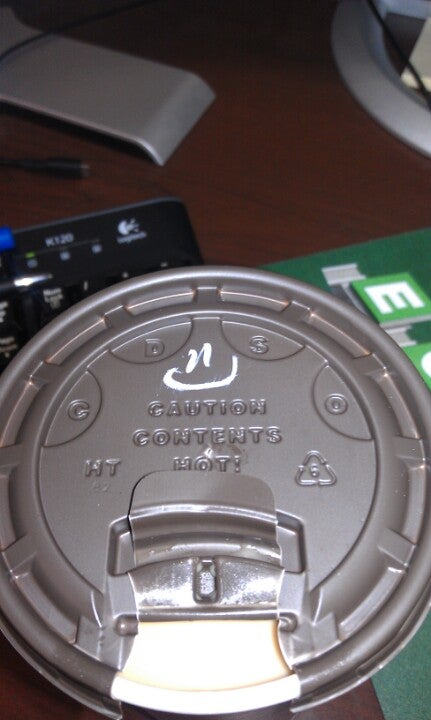 K120
Logitech
E
D S
n
C O
CAUTION
CONTENTS
HT HOT!
6